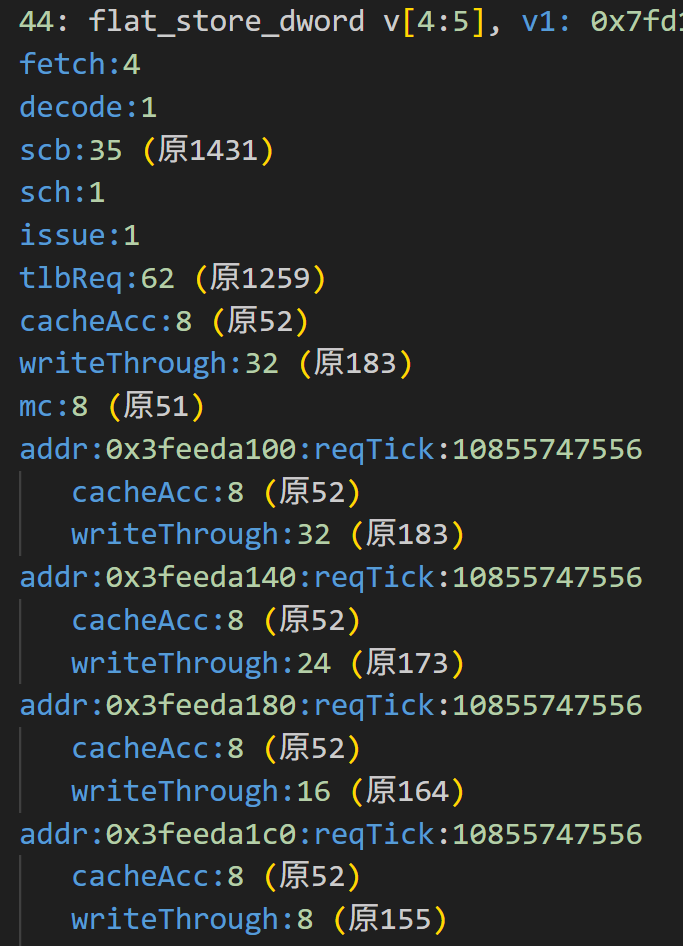 44: flat_store_dword v[4:5], v1: 0x7fd1
fetch:4
decode:1
scb:35 (原1431)
sch:1
issue:1
tlbReq:62 (原1259)
cacheAcc:8 (原52)
writeThrough:32 (原183)
mc:8 (原51)
addr:0x3feeda100:reqTick:10855747556
cacheAcc:8 (原52)
writeThrough:32 (原183)
addr:0x3feeda140:reqTick:10855747556
cacheAcc:8 (原52)
writeThrough:24 (原173)
addr:0x3feeda180:reqTick:10855747556
cacheAcc:8 (原52)
writeThrough:16 (原164)
addr:0x3feeda1c0:reqTick:10855747556
cacheAcc:8 (原52)
writeThrough:8 (原155)